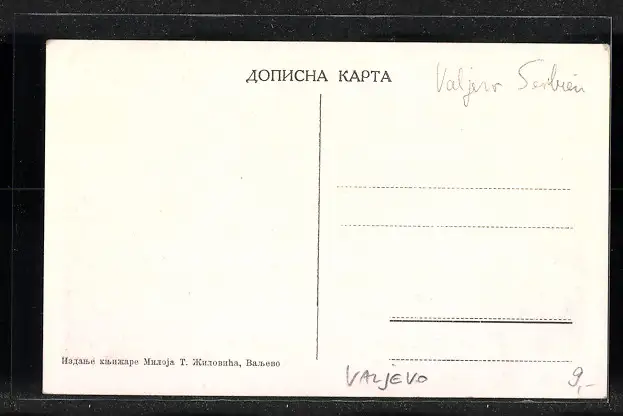 ДОПИСНА КАРТА
Valjevo Serbien
Издање књижаре Милоја Т. Жиловића, Ваљево
VALJEVO
9,-